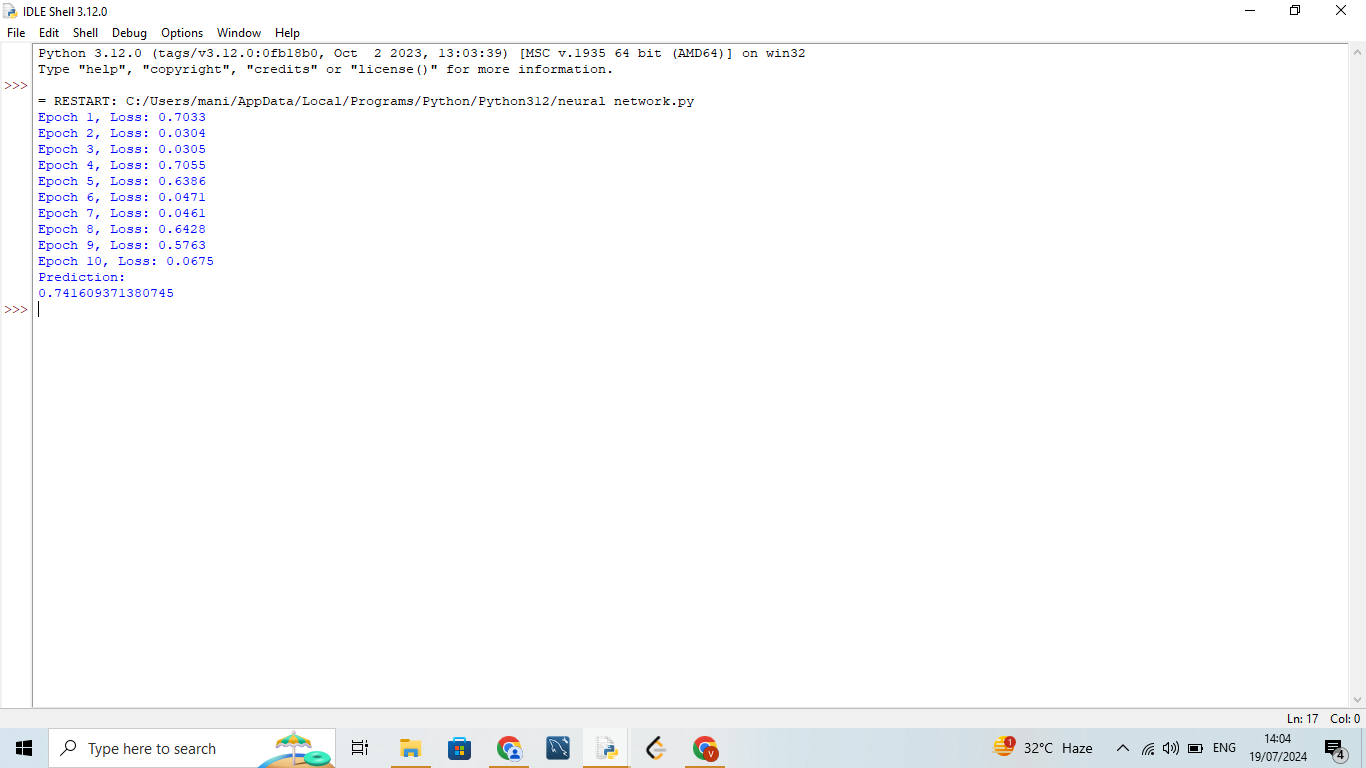 IDLE Shell 3.12.0
File Edit Shell Debug Options Window Help
Python 3.12.0 (tags/v3.12.0:0fb18b0, Oct  2 2023, 13:03:39) [MSC v.1935 64 bit (AMD64)] on win32
Type "help", "copyright", "credits" or "license()" for more information.
>>>
= RESTART: C:/Users/mani/AppData/Local/Programs/Python/Python312/neural network.py
Epoch 1, Loss: 0.7033
Epoch 2, Loss: 0.0304
Epoch 3, Loss: 0.0305
Epoch 4, Loss: 0.7055
Epoch 5, Loss: 0.6386
Epoch 6, Loss: 0.0471
Epoch 7, Loss: 0.0461
Epoch 8, Loss: 0.6428
Epoch 9, Loss: 0.5763
Epoch 10, Loss: 0.0675
Prediction:
0.741609371380745
>>>
Ln: 17 Col: 0
Type here to search
V
1
32°C Haze
ENG
14:04
19/07/2024
4